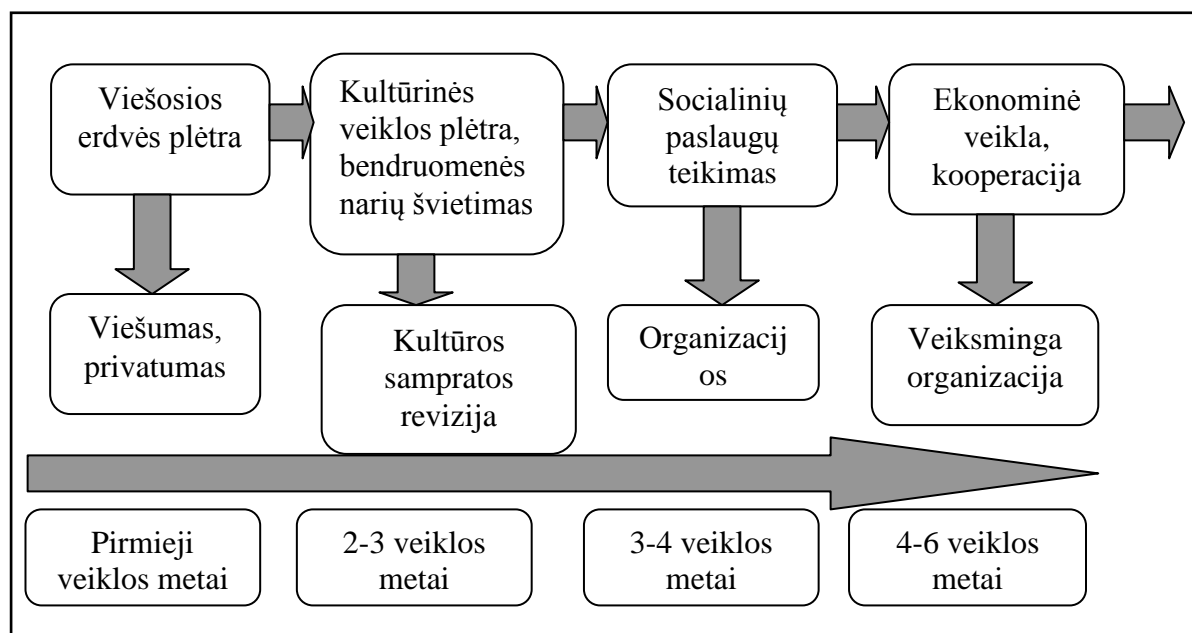 Viešosios
erdvės plėtra
Kultūrinės
veiklos plėtra,
bendruomenės
narių švietimas
Socialinių
paslaugų
teikimas
Ekonominė
veikla,
kooperacija
Viešumas,
privatumas
Kultūros
sampratos
revizija
Organizacij
os
Veiksminga
organizacija
Pirmieji
veiklos metai
2-3 veiklos
metai
3-4 veiklos
metai
4-6 veiklos
metai